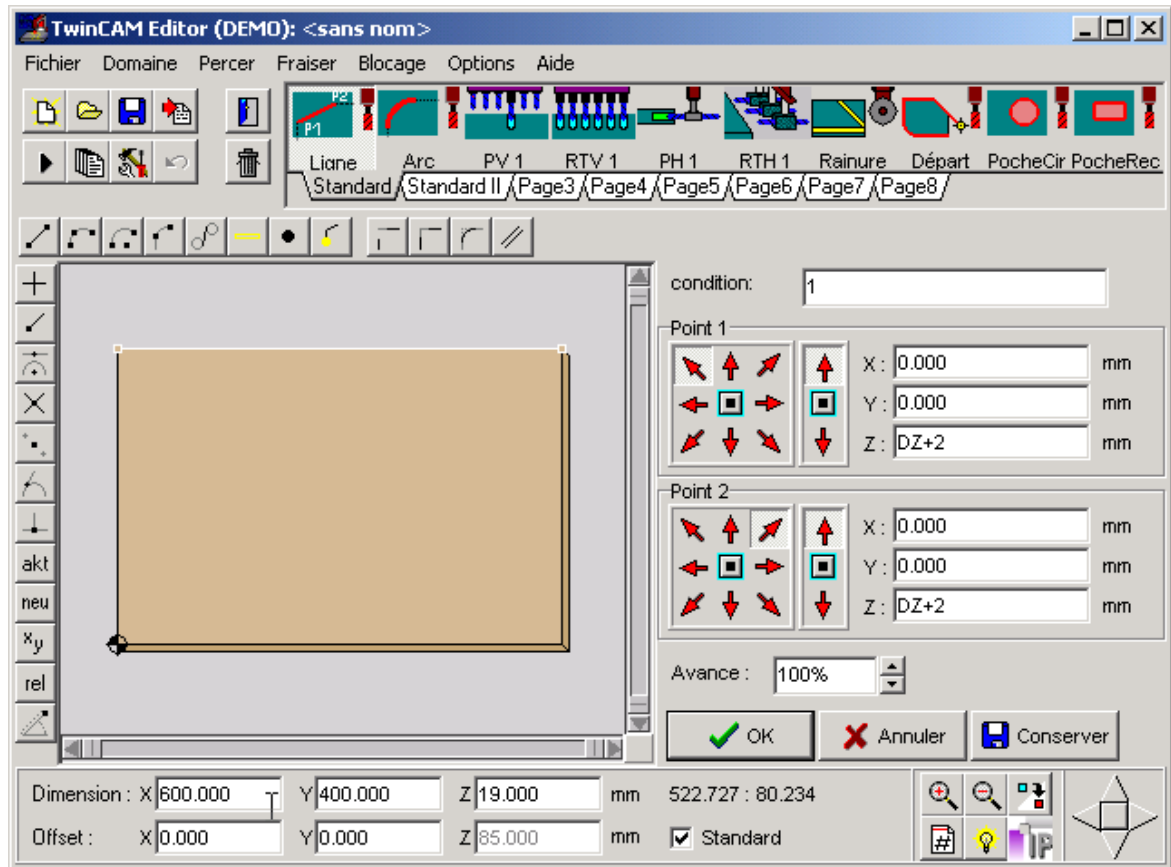 TwinCAM Editor (DEMO): <sans nom>
Fichier Domaine Percer Fraiser Blocage Options Aide
P1 P2
Liane Arc PV 1 RTV 1 PH 1 RTH 1 Rainure Départ PocheCir PocheRec
Standard Standard II Page3 Page4 Page5 Page6 Page7 Page8
condition: 1
Point 1
X : 0.000 mm
Y : 0.000 mm
Z : DZ+2 mm
Point 2
X : 0.000 mm
Y : 0.000 mm
Z : DZ+2 mm
akt
neu
xy
rel
Avance : 100%
OK Annuler Conserver
Dimension : X 600.000 Y 400.000 Z 19.000 mm 522.727 : 80.234
Offset : X 0.000 Y 0.000 Z 85.000 mm Standard
# IP